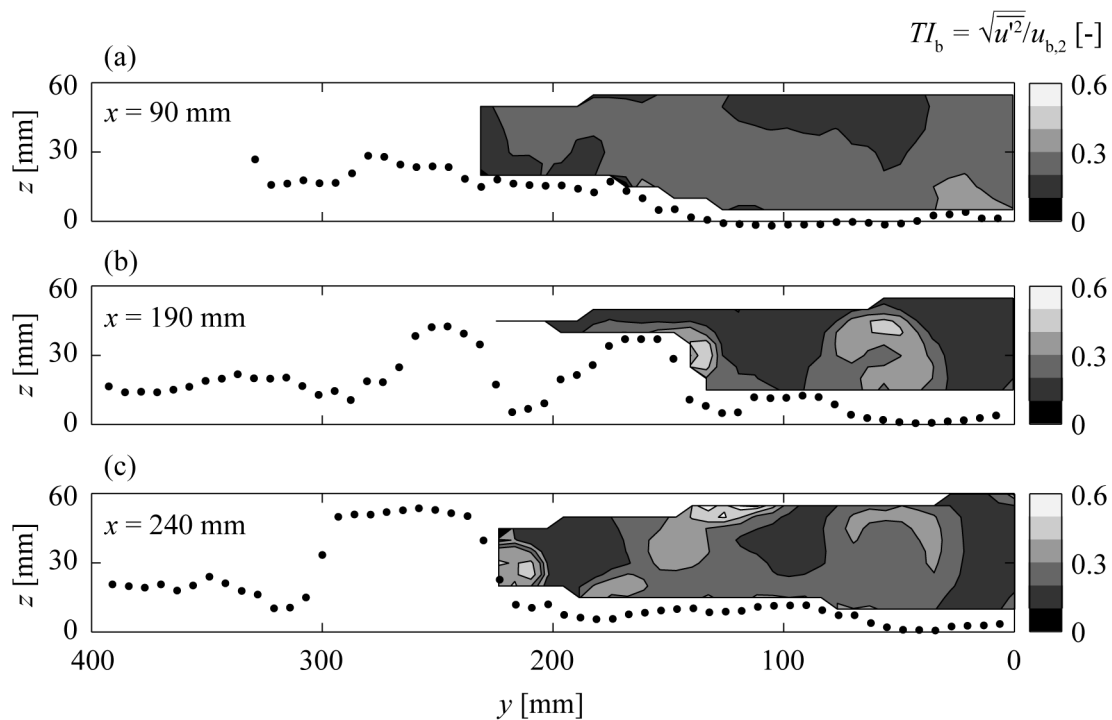 TI_b = √(u'²)‾/u_b,2 [-]
(a)
x = 90 mm
z [mm]
60
30
0
0.6
0.3
0
(b)
x = 190 mm
z [mm]
60
30
0
0.6
0.3
0
(c)
x = 240 mm
z [mm]
60
30
0
0.6
0.3
0
400
300
200
100
0
y [mm]